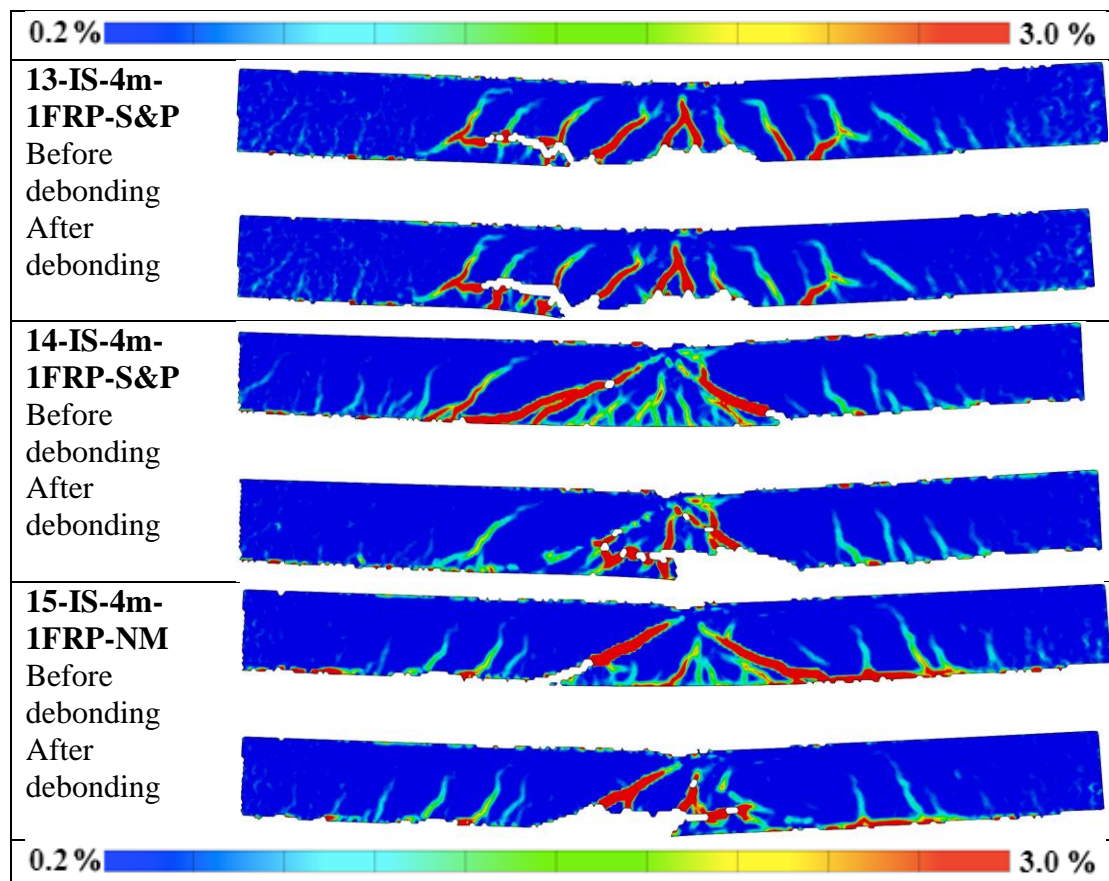 0.2 % 3.0 %
13-IS-4m-
1FRP-S&P
Before
debonding
After
debonding
14-IS-4m-
1FRP-S&P
Before
debonding
After
debonding
15-IS-4m-
1FRP-NM
Before
debonding
After
debonding
0.2 % 3.0 %